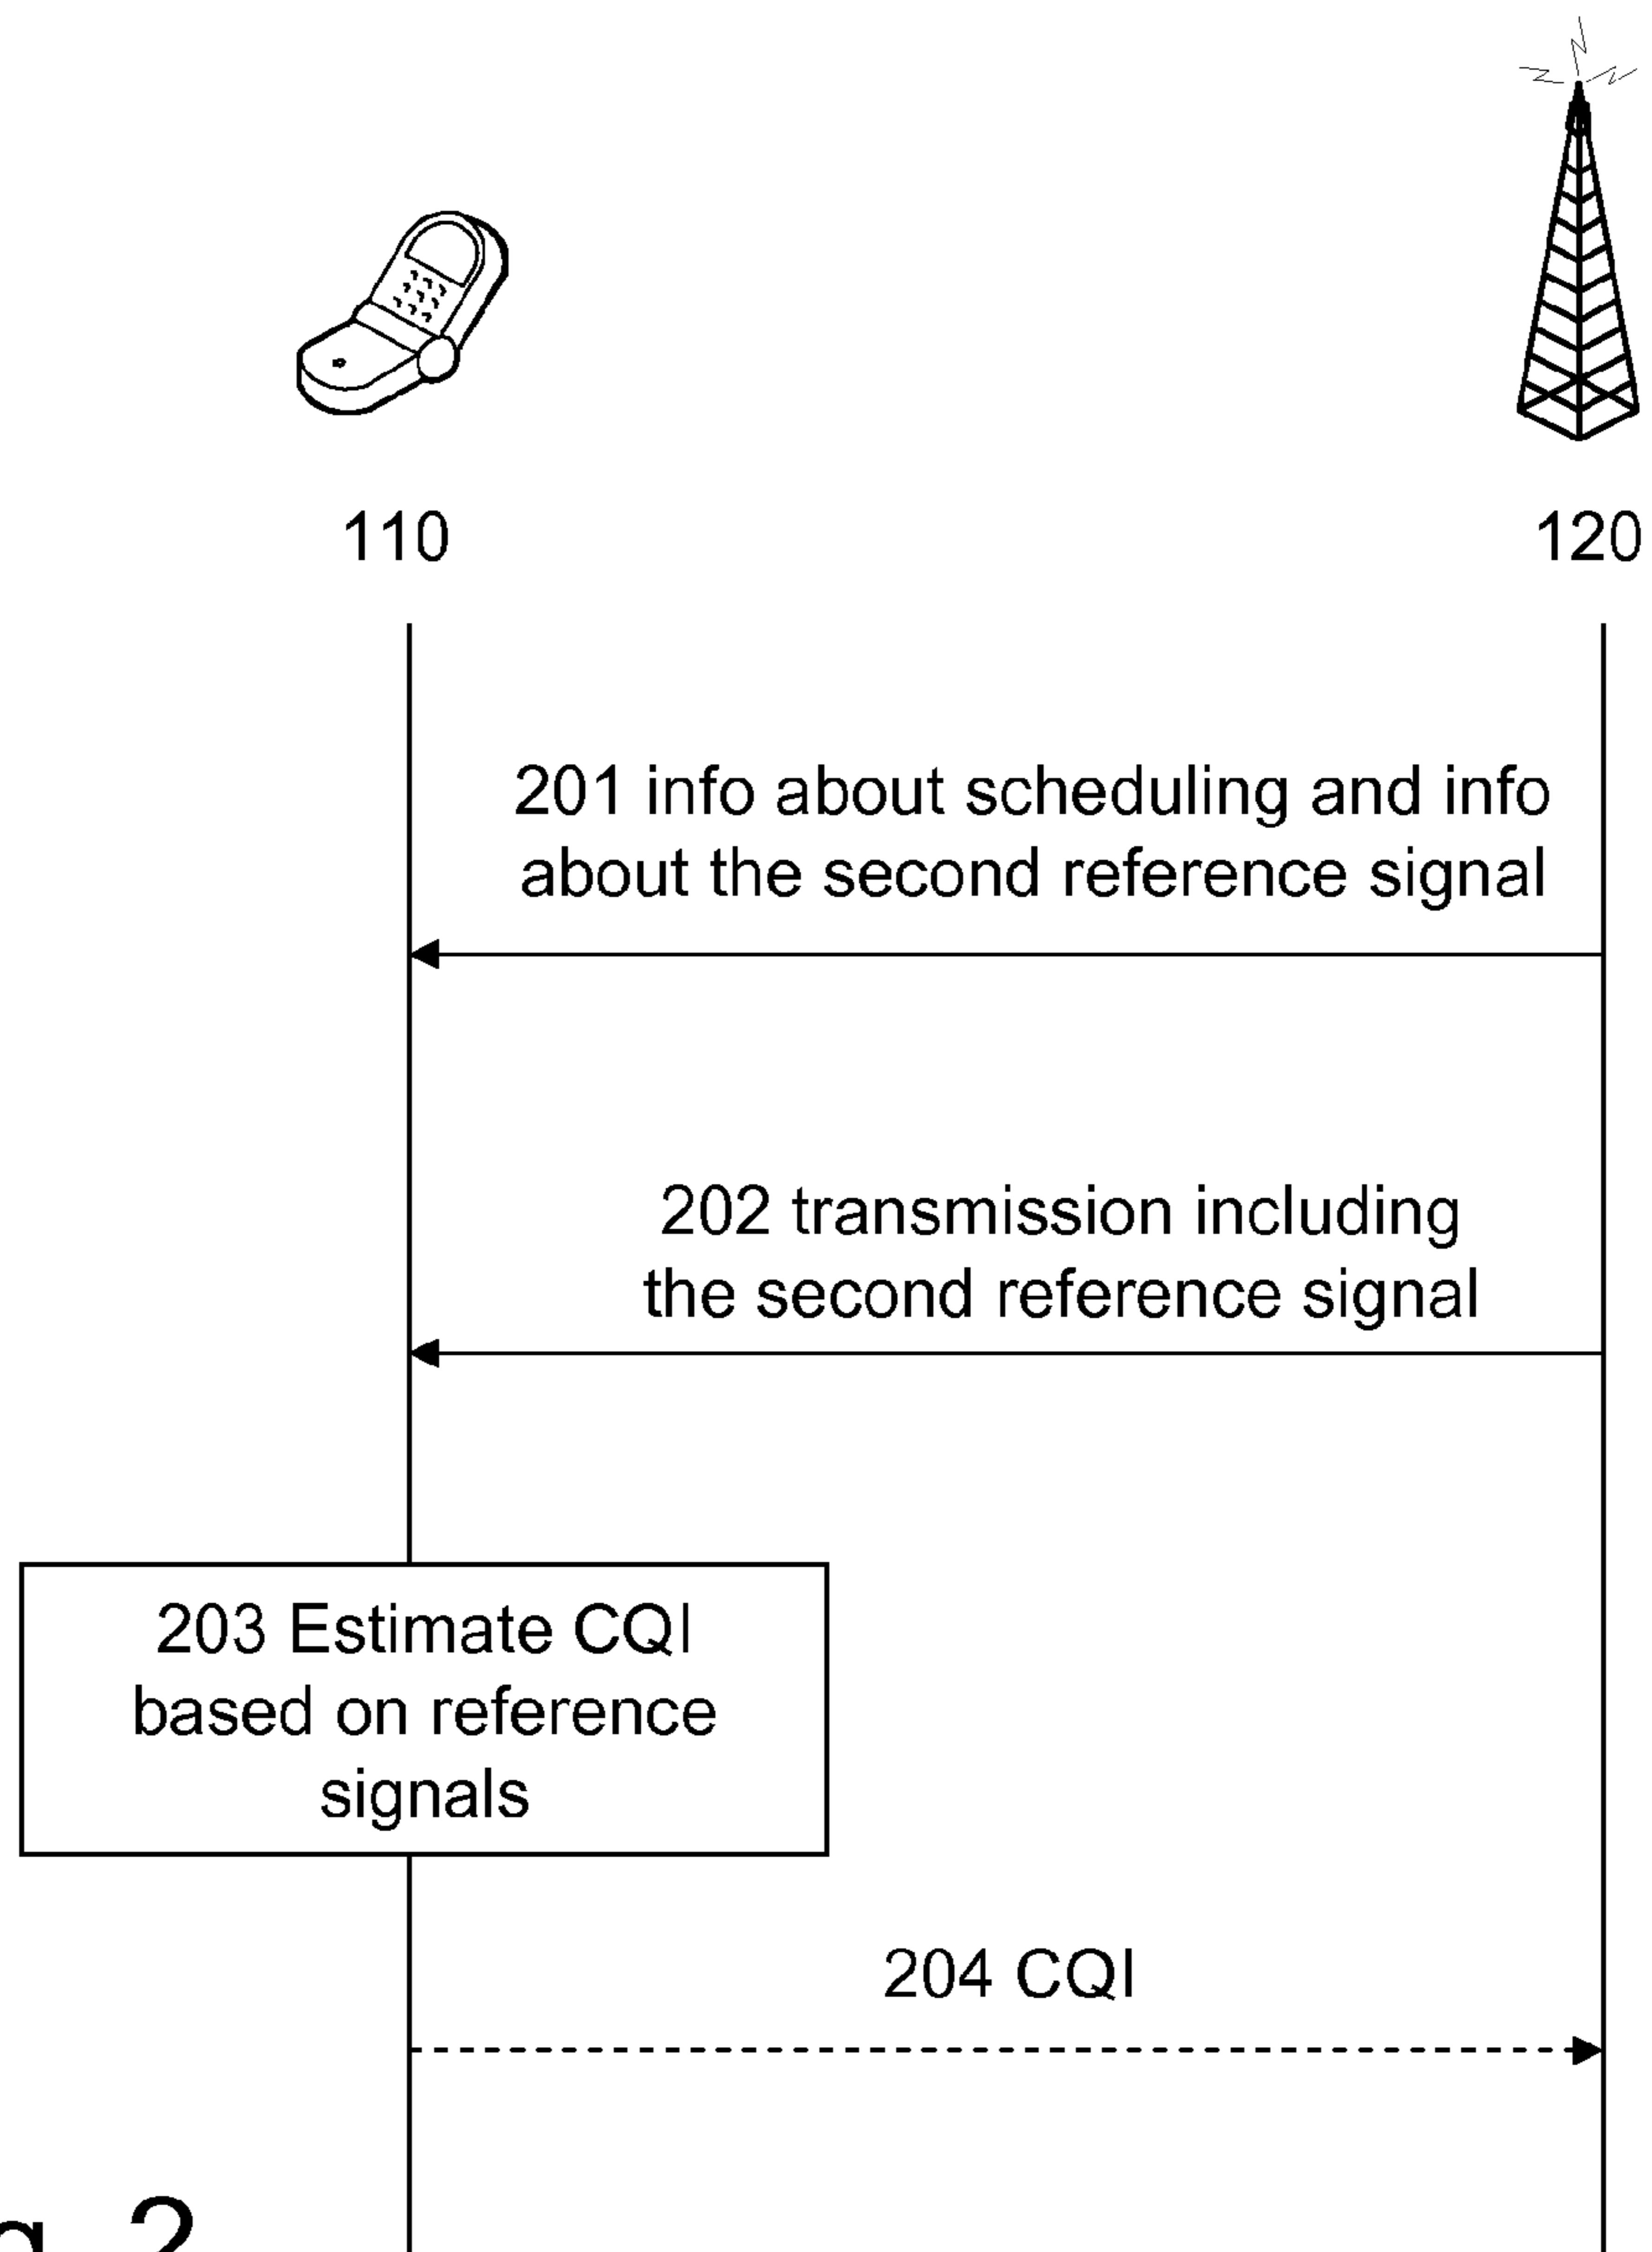 110
120
201 info about scheduling and info
about the second reference signal
202 transmission including
the second reference signal
203 Estimate CQI
based on reference
signals
204 CQI
2